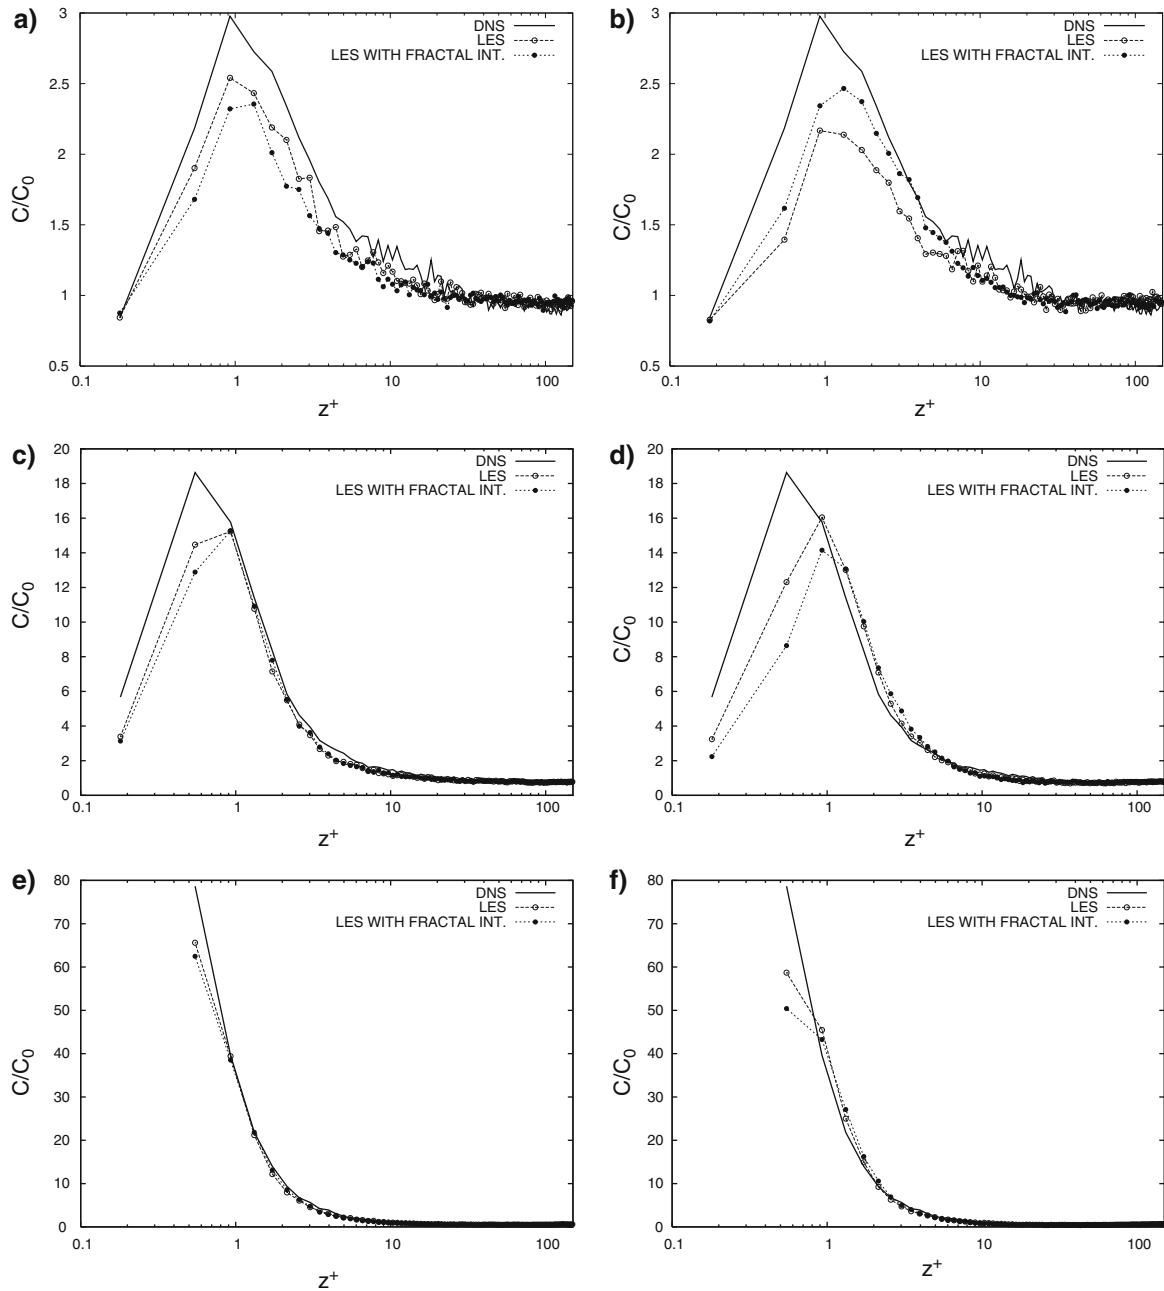 a)
3
2.5
2
1.5
1
0.5
C/C0
DNS
LES
LES WITH FRACTAL INT.
0.1 1 10 100
z+
b)
3
2.5
2
1.5
1
0.5
C/C0
DNS
LES
LES WITH FRACTAL INT.
0.1 1 10 100
z+
c)
20
18
16
14
12
10
8
6
4
2
0
C/C0
DNS
LES
LES WITH FRACTAL INT.
0.1 1 10 100
z+
d)
20
18
16
14
12
10
8
6
4
2
0
C/C0
DNS
LES
LES WITH FRACTAL INT.
0.1 1 10 100
z+
e)
80
70
60
50
40
30
20
10
0
C/C0
DNS
LES
LES WITH FRACTAL INT.
0.1 1 10 100
z+
f)
80
70
60
50
40
30
20
10
0
C/C0
DNS
LES
LES WITH FRACTAL INT.
0.1 1 10 100
z+